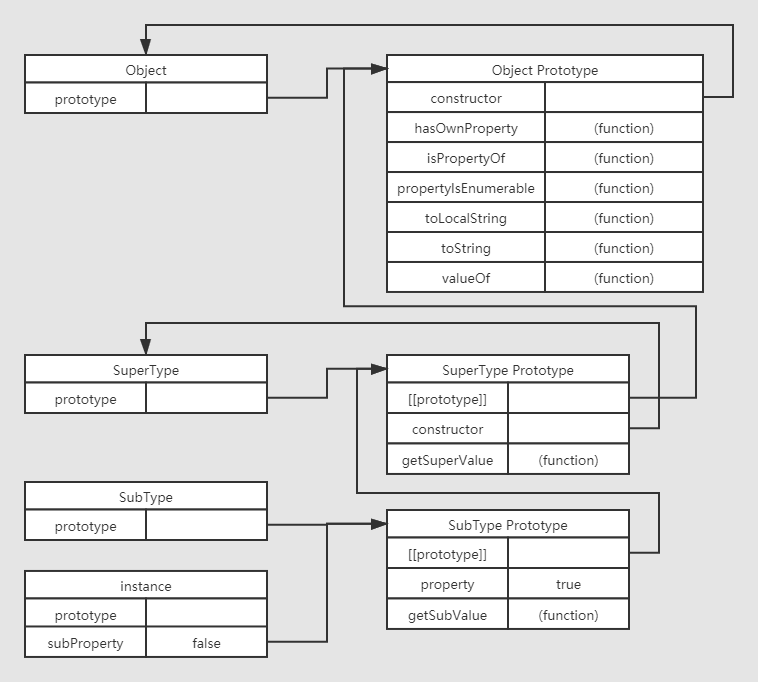 Object
prototype
Object Prototype
constructor
hasOwnProperty (function)
isPropertyOf (function)
propertyIsEnumerable (function)
toLocalString (function)
toString (function)
valueOf (function)
SuperType
prototype
SuperType Prototype
[[prototype]]
constructor
getSuperValue (function)
SubType
prototype
SubType Prototype
[[prototype]]
property true
getSubValue (function)
instance
prototype
subProperty false